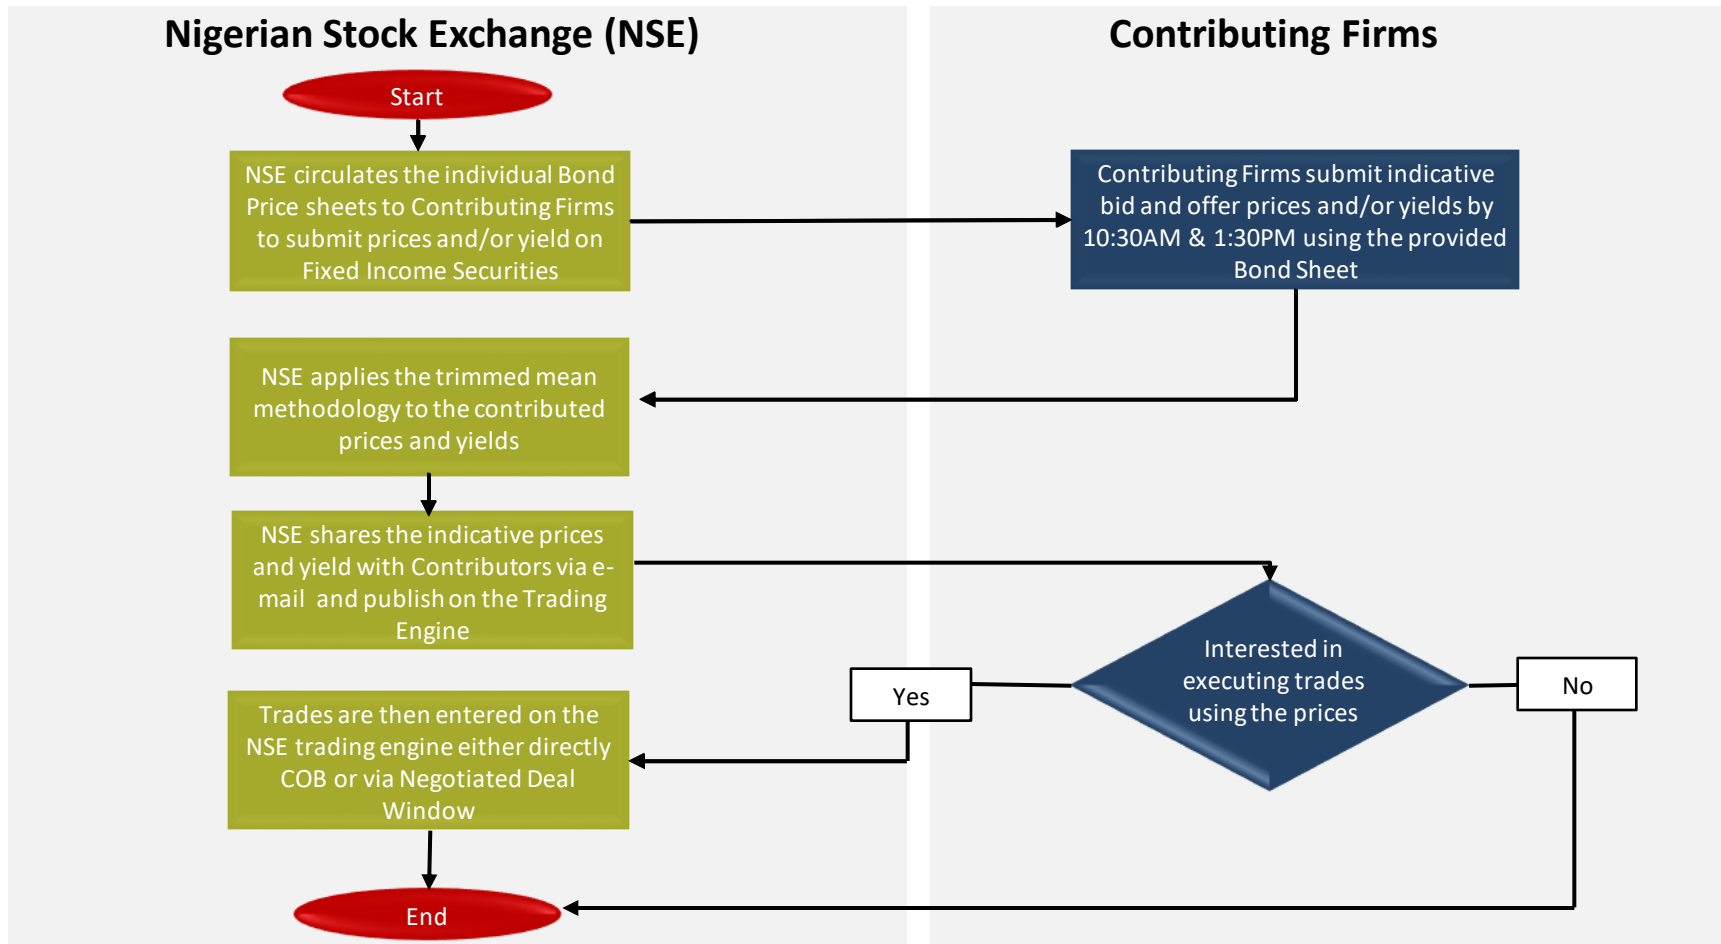 Nigerian Stock Exchange (NSE)
Contributing Firms
Start
NSE circulates the individual Bond
Price sheets to Contributing Firms
to submit prices and/or yield on
Fixed Income Securities
Contributing Firms submit indicative
bid and offer prices and/or yields by
10:30AM & 1:30PM using the provided
Bond Sheet
NSE applies the trimmed mean
methodology to the contributed
prices and yields
NSE shares the indicative prices
and yield with Contributors via e-
mail and publish on the Trading
Engine
Interested in
executing trades
using the prices
Yes
No
Trades are then entered on the
NSE trading engine either directly
COB or via Negotiated Deal
Window
End